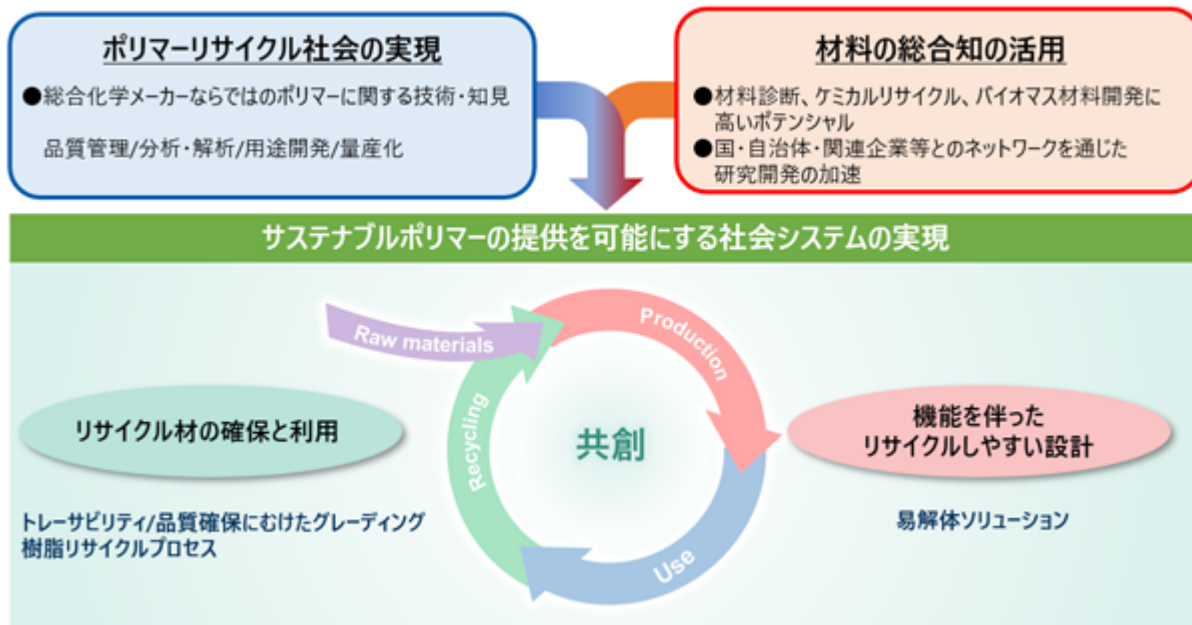 ポリマーリサイクル社会の実現
●総合化学メーカーならではのポリマーに関する技術・知見
品質管理/分析・解析/用途開発/量産化
材料の総合知の活用
●材料診断、ケミカルリサイクル、バイオマス材料開発に
高いポテンシャル
●国・自治体・関連企業等とのネットワークを通じた
研究開発の加速
サステナブルポリマーの提供を可能にする社会システムの実現
Raw materials
Production
Recycling
Use
共創
リサイクル材の確保と利用
トレーサビリティ/品質確保にむけたグレーディング
樹脂リサイクルプロセス
機能を伴った
リサイクルしやすい設計
易解体ソリューション